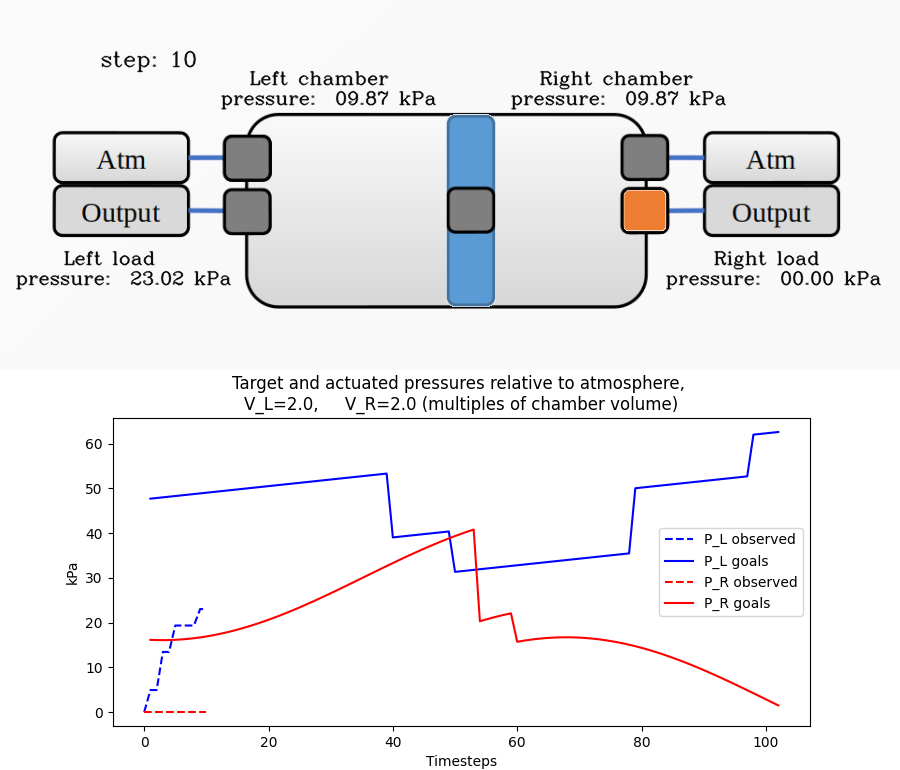 step: 10
Left chamber
pressure: 09.87 kPa
Right chamber
pressure: 09.87 kPa
Atm
Output
Atm
Output
Left load
pressure: 23.02 kPa
Right load
pressure: 00.00 kPa
Target and actuated pressures relative to atmosphere,
V_L=2.0, V_R=2.0 (multiples of chamber volume)
60
50
40
30
20
10
0
kPa
P_L observed
P_L goals
P_R observed
P_R goals
0 20 40 60 80 100
Timesteps